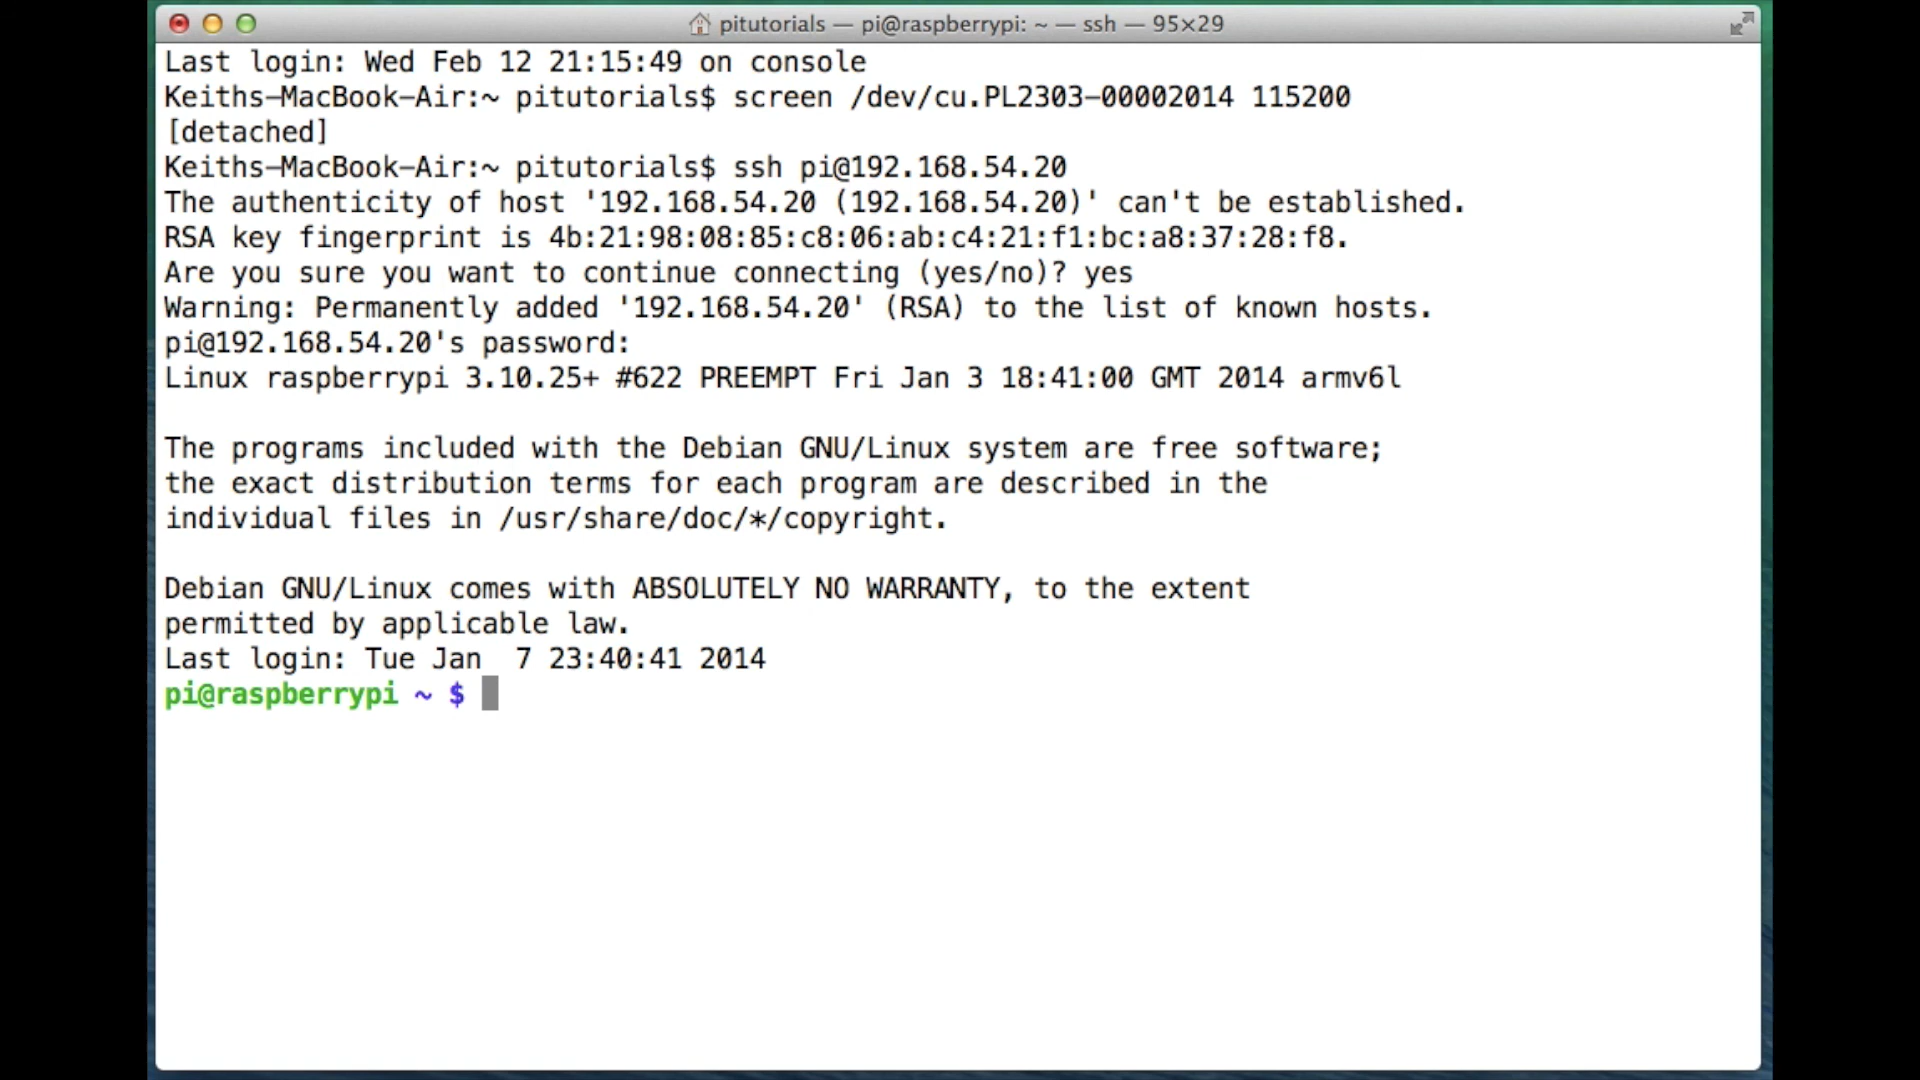 pitutorials — pi@raspberrypi: ~ — ssh — 95×29
Last login: Wed Feb 12 21:15:49 on console
Keiths-MacBook-Air:~ pitutorials$ screen /dev/cu.PL2303-00002014 115200
[detached]
Keiths-MacBook-Air:~ pitutorials$ ssh pi@192.168.54.20
The authenticity of host '192.168.54.20 (192.168.54.20)' can't be established.
RSA key fingerprint is 4b:21:98:08:85:c8:06:ab:c4:21:f1:bc:a8:37:28:f8.
Are you sure you want to continue connecting (yes/no)? yes
Warning: Permanently added '192.168.54.20' (RSA) to the list of known hosts.
pi@192.168.54.20's password:
Linux raspberrypi 3.10.25+ #622 PREEMPT Fri Jan 3 18:41:00 GMT 2014 armv6l
The programs included with the Debian GNU/Linux system are free software;
the exact distribution terms for each program are described in the
individual files in /usr/share/doc/*/copyright.
Debian GNU/Linux comes with ABSOLUTELY NO WARRANTY, to the extent
permitted by applicable law.
Last login: Tue Jan  7 23:40:41 2014
pi@raspberrypi ~ $